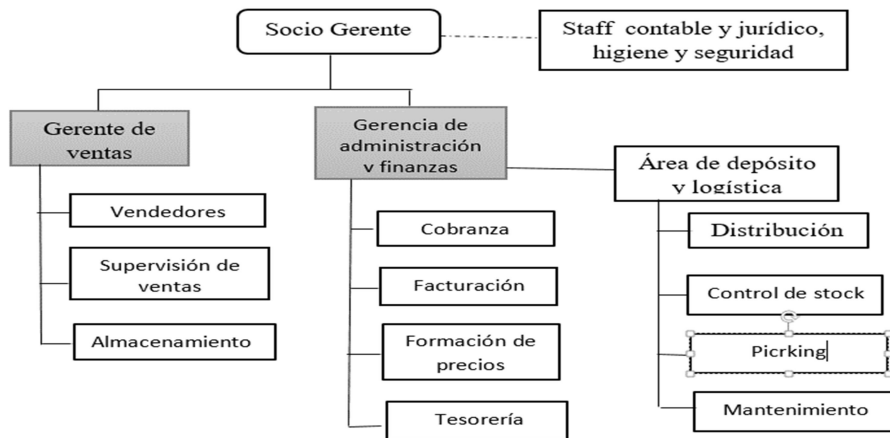 Socio Gerente
Staff contable y jurídico,
higiene y seguridad
Gerente de
ventas
Gerencia de
administración
y finanzas
Área de depósito
y logística
Vendedores
Supervisión de
ventas
Almacenamiento
Cobranza
Facturación
Formación de
precios
Tesorería
Distribución
Control de stock
Picrking
Mantenimiento